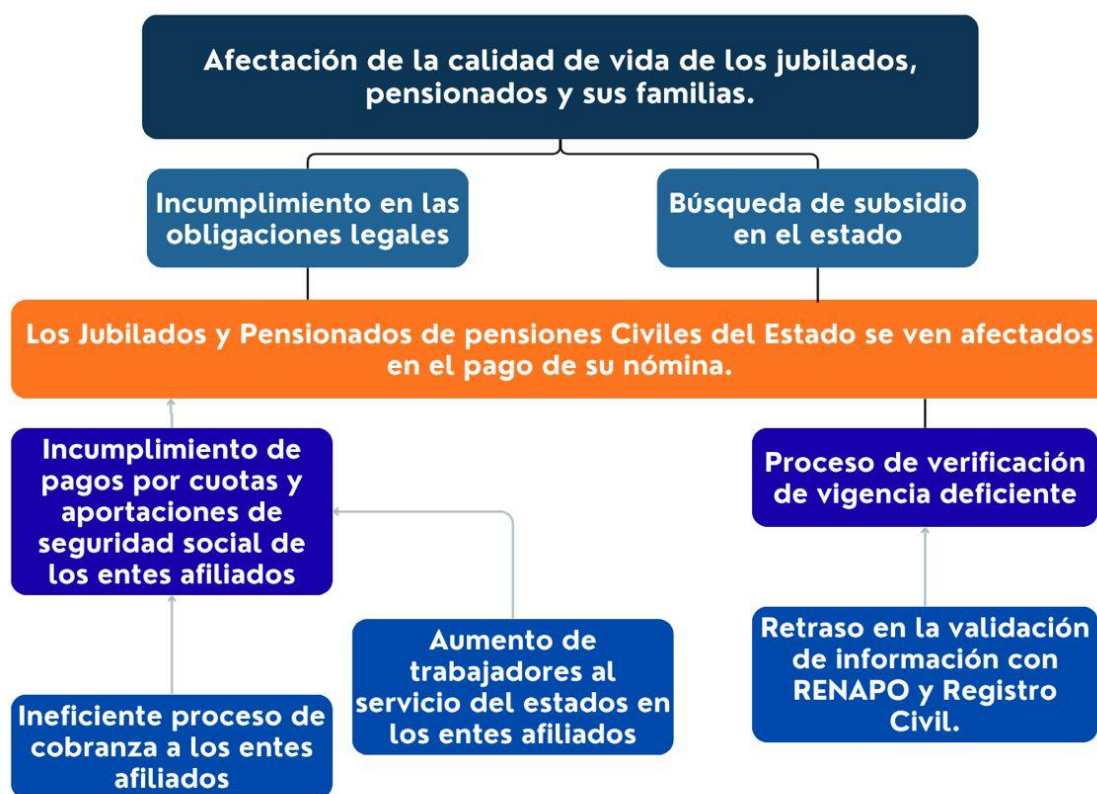 Afectación de la calidad de vida de los jubilados,
pensionados y sus familias.
Incumplimiento en las
obligaciones legales
Búsqueda de subsidio
en el estado
Los Jubilados y Pensionados de pensiones Civiles del Estado se ven afectados
en el pago de su nómina.
Incumplimiento de
pagos por cuotas y
aportaciones de
seguridad social de
los entes afiliados
Proceso de verificación
de vigencia deficiente
Ineficiente proceso de
cobranza a los entes
afiliados
Aumento de
trabajadores al
servicio del estados en
los entes afiliados
Retraso en la validación
de información con
RENAPO y Registro
Civil.